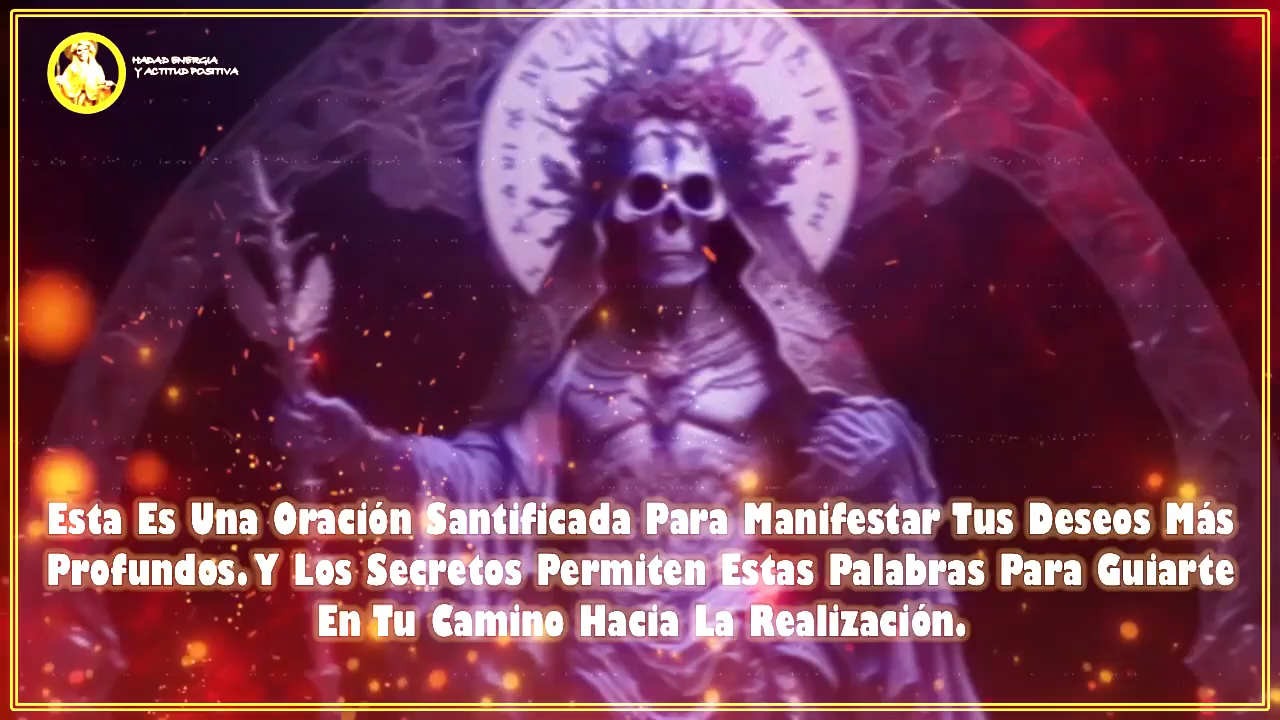 HADAD ENERGIA
Y ACTITUD POSITIVA
Esta Es Una Oración Santificada Para Manifestar Tus Deseos Más
Profundos. Y Los Secretos Permiten Estas Palabras Para Guiarte
En Tu Camino Hacia La Realización.